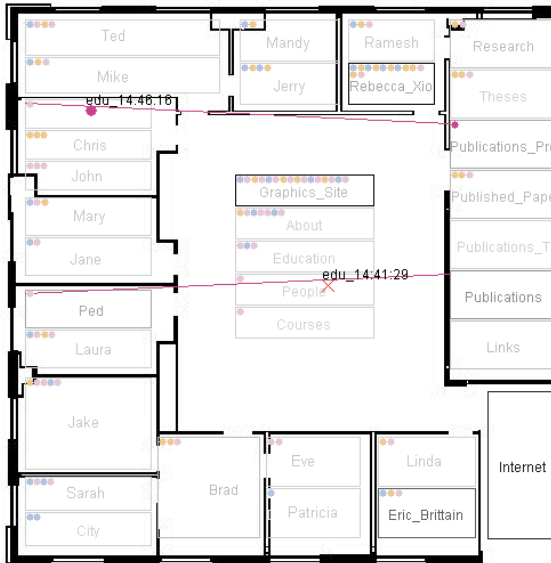 Ted
Mandy
Ramesh
Research
Mike
Jerry
Rebecca_Xio
Theses
edu_14:46:16
Chris
Publications_Pro
John
Graphics_Site
Published_Pape
Mary
About
Jane
Education
Publications_T
edu_14:41:29
People
Ped
Publications
Courses
Laura
Links
Jake
Eve
Linda
Internet
Sarah
Brad
City
Patricia
Eric_Brittain